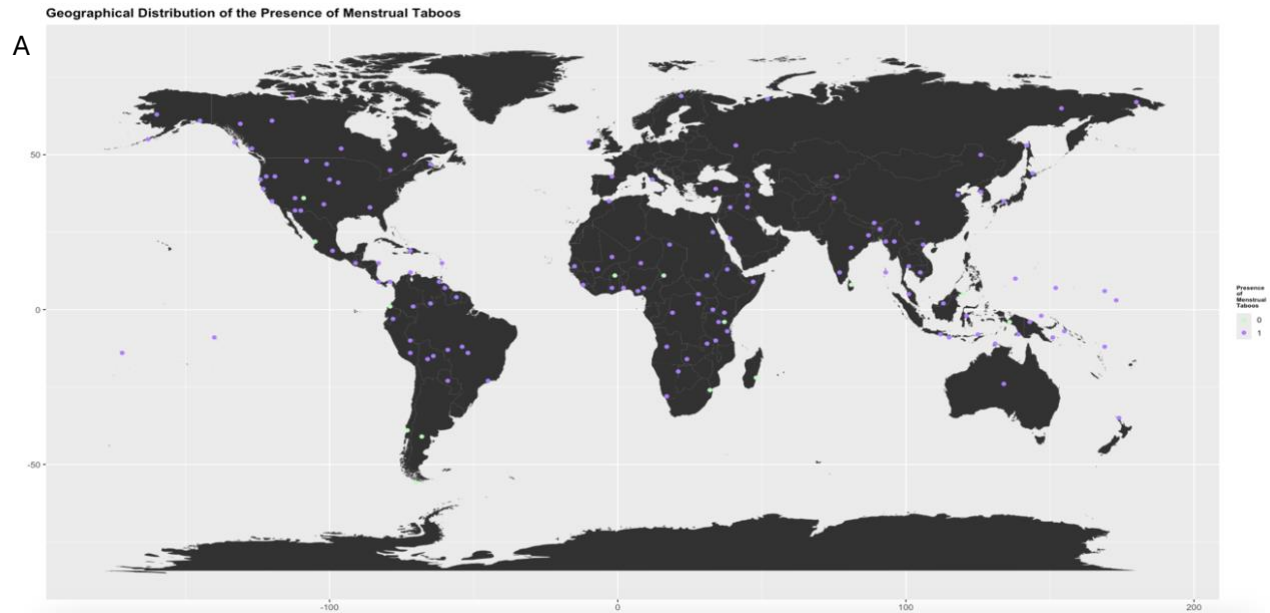 Geographical Distribution of the Presence of Menstrual Taboos
A
50
0
-50
-100
0
100
200
Presence
of
Menstrual
Taboos
0
1